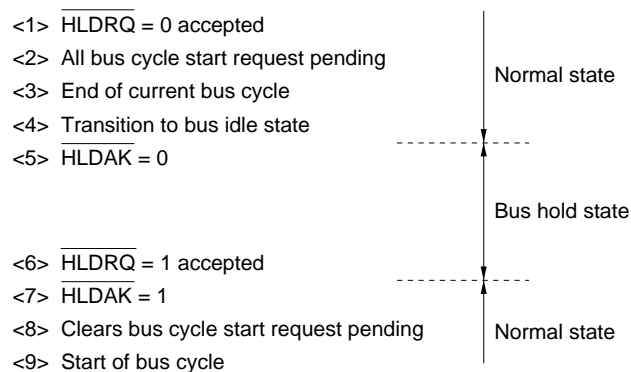 <1> HLDRQ = 0 accepted
<2> All bus cycle start request pending
<3> End of current bus cycle
<4> Transition to bus idle state
<5> HLDAK = 0
Normal state
Bus hold state
<6> HLDRQ = 1 accepted
<7> HLDAK = 1
<8> Clears bus cycle start request pending
<9> Start of bus cycle
Normal state